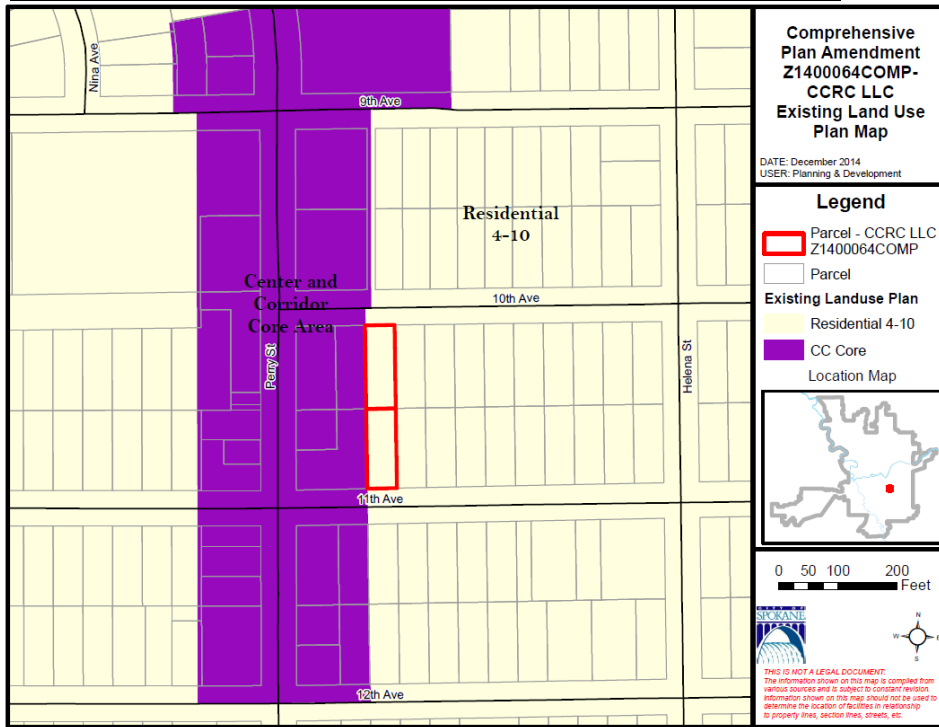 Nina Ave
9th Ave
Residential
4-10
10th Ave
Center and
Corridor
Core Area
Perry St
Helena St
11th Ave
12th Ave
Comprehensive
Plan Amendment
Z1400064COMP-
CCRC LLC
Existing Land Use
Plan Map
DATE: December 2014
USER: Planning & Development
Legend
Parcel - CCRC LLC
Z1400064COMP
Parcel
Existing Landuse Plan
Residential 4-10
CC Core
Location Map
0 50 100 200
Feet
CITY OF
SPOKANE
N
W E
S
THIS IS NOT A LEGAL DOCUMENT:
The information shown on this map is compiled from
various sources and is subject to constant revision.
Information shown on this map should not be used to
determine the location of facilities in relationship
to property lines, section lines, streets, etc.